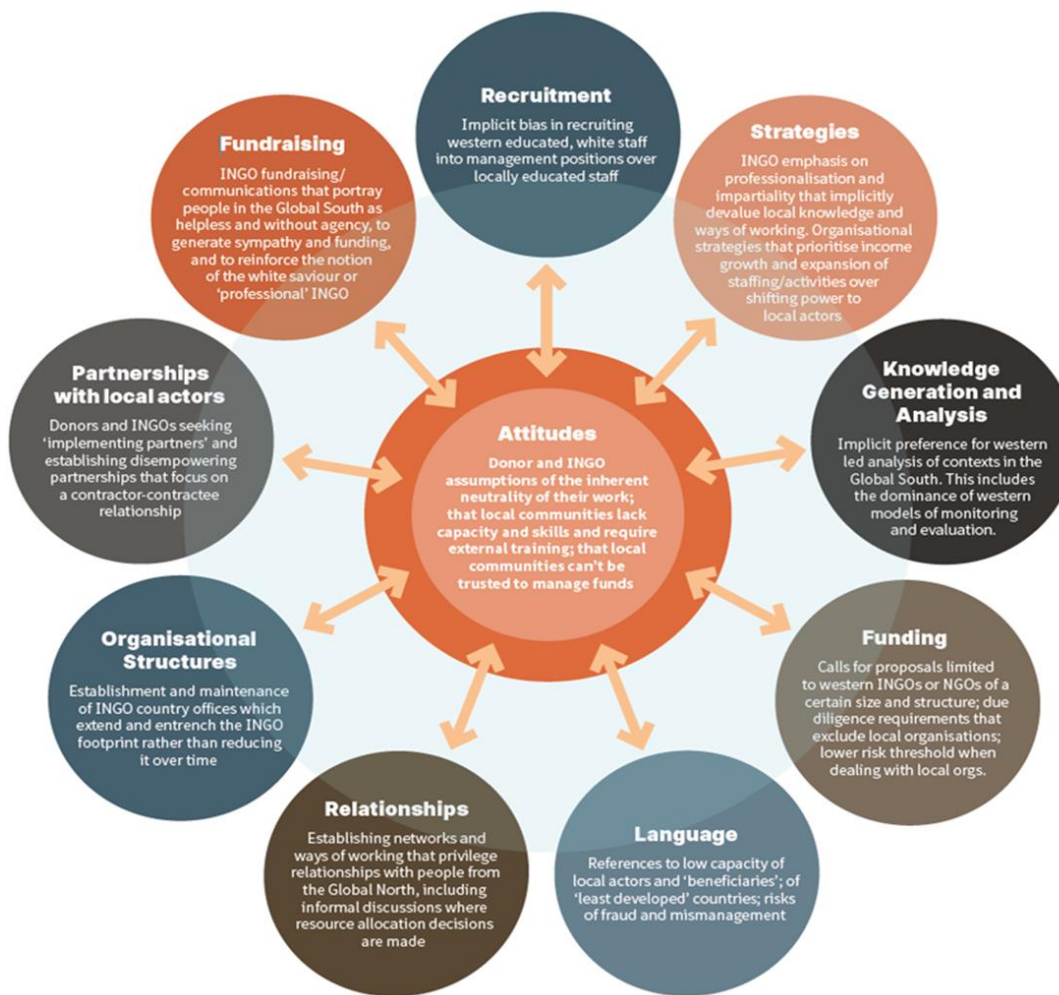 Recruitment
Implicit bias in recruiting
western educated, white staff
into management positions over
locally educated staff
Strategies
INGO emphasis on
professionalisation and
impartiality that implicitly
devalue local knowledge and
ways of working. Organisational
strategies that prioritise income
growth and expansion of
staffing/activities over
shifting power to
local actors
Knowledge
Generation and
Analysis
Implicit preference for western
led analysis of contexts in the
Global South. This includes
the dominance of western
models of monitoring
and evaluation.
Funding
Calls for proposals limited
to western INGOs or NGOs of a
certain size and structure; due
diligence requirements that
exclude local organisations;
lower risk threshold when
dealing with local orgs.
Language
References to low capacity of
local actors and ‘beneficiaries’; of
‘least developed’ countries; risks
of fraud and mismanagement
Relationships
Establishing networks and
ways of working that privilege
relationships with people from
the Global North, including
informal discussions where
resource allocation decisions
are made
Organisational
Structures
Establishment and maintenance
of INGO country offices which
extend and entrench the INGO
footprint rather than reducing
it over time
Partnerships
with local actors
Donors and INGOs seeking
‘implementing partners’ and
establishing disempowering
partnerships that focus on
a contractor-contractee
relationship
Fundraising
INGO fundraising/
communications that portray
people in the Global South as
helpless and without agency, to
generate sympathy and funding,
and to reinforce the notion
of the white saviour or
‘professional’ INGO
Attitudes
Donor and INGO
assumptions of the inherent
neutrality of their work;
that local communities lack
capacity and skills and require
external training; that local
communities can’t be
trusted to manage funds